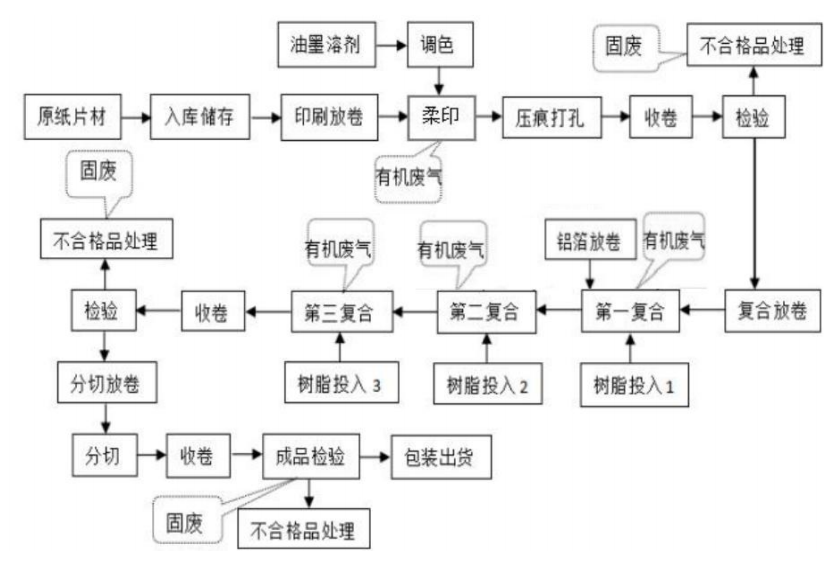 油墨溶剂
调色
固废
不合格品处理
原纸片材
入库储存
印刷放卷
柔印
压痕打孔
收卷
检验
有机废气
固废
不合格品处理
有机废气
有机废气
铝箔放卷
有机废气
检验
收卷
第三复合
第二复合
第一复合
复合放卷
分切放卷
树脂投入3
树脂投入2
树脂投入1
分切
收卷
成品检验
包装出货
固废
不合格品处理